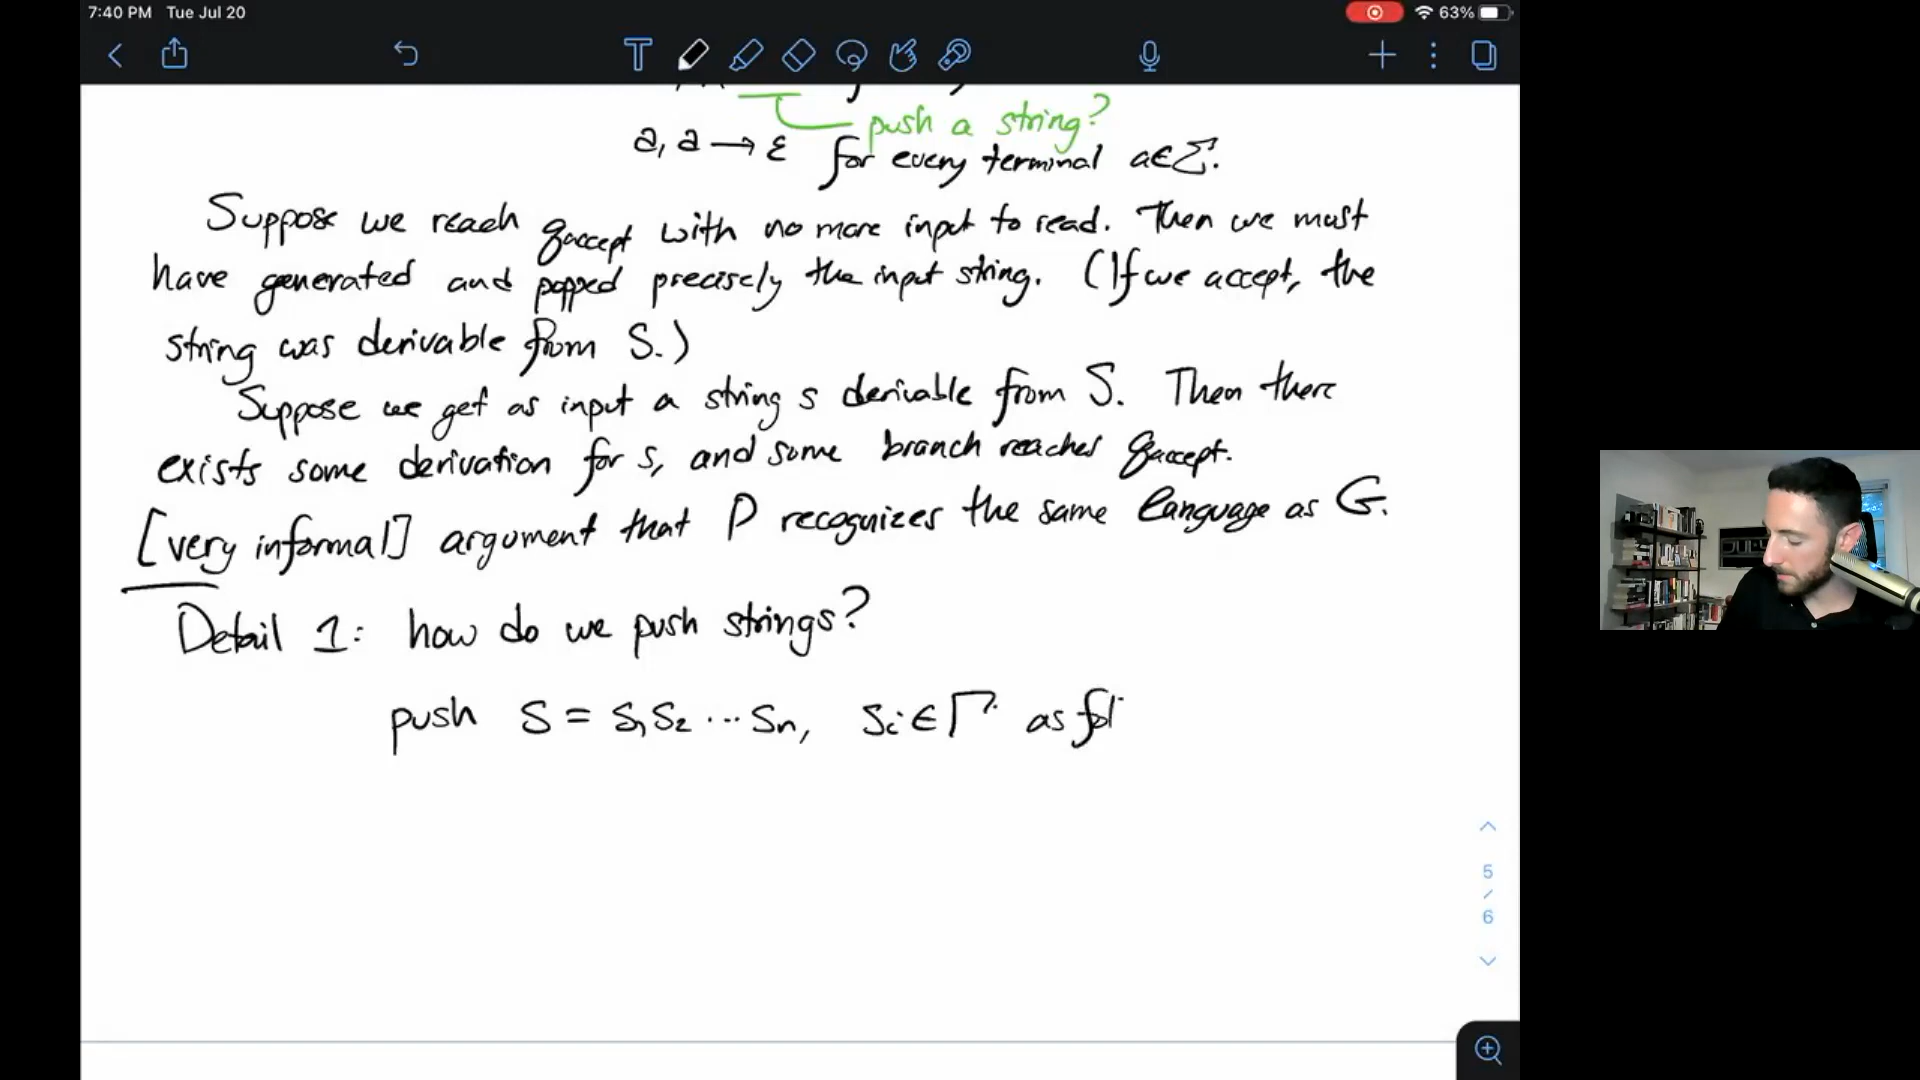 7:40 PM Tue Jul 20
63%
push a string?
a, a → ε for every terminal a∈Σ.
Suppose we reach qaccept with no more input to read. Then we must
have generated and popped precisely the input string. (If we accept, the
string was derivable from S.)
Suppose we get as input a string s derivable from S. Then there
exists some derivation for s, and some branch reaches qaccept.
[very informal] argument that P recognizes the same language as G.
Detail 1: how do we push strings?
push S = S₁S₂ ··· Sn, Si ∈ Γ as fol
5
/
6